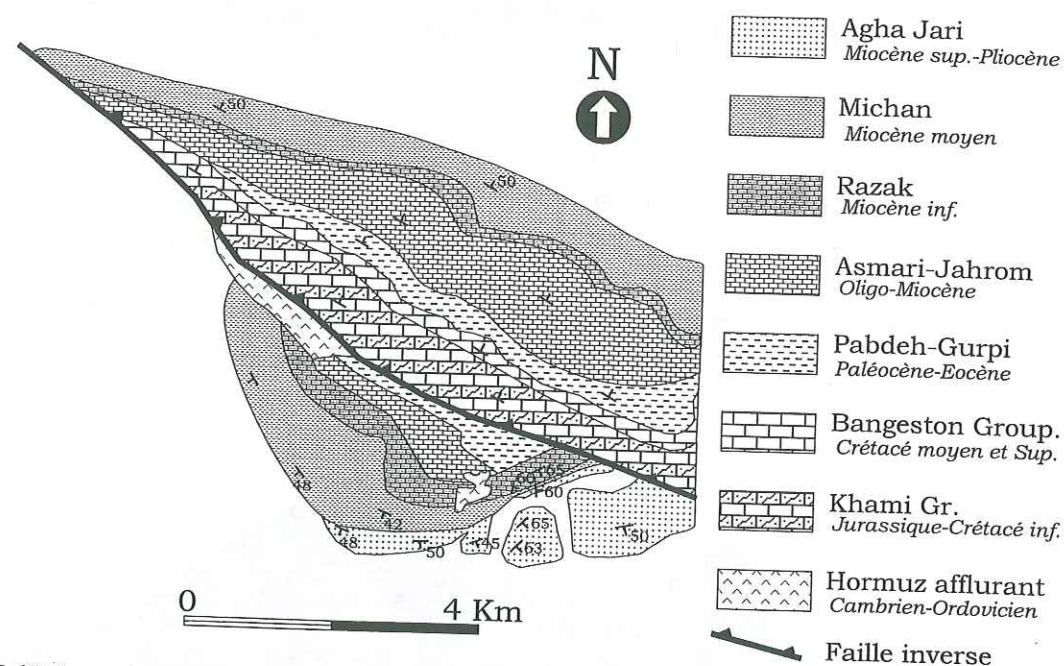 N
50
50
48
48
42
50
45
60
65
60
65
63
50
0
4 Km
Agha Jari
Miocène sup.-Pliocène
Michan
Miocène moyen
Razak
Miocène inf.
Asmari-Jahrom
Oligo-Miocène
Pabdeh-Gurpi
Paléocène-Eocène
Bangeston Group.
Crétacé moyen et Sup.
Khami Gr.
Jurassique-Crétacé inf.
Hormuz afflurant
Cambrien-Ordovicien
Faille inverse